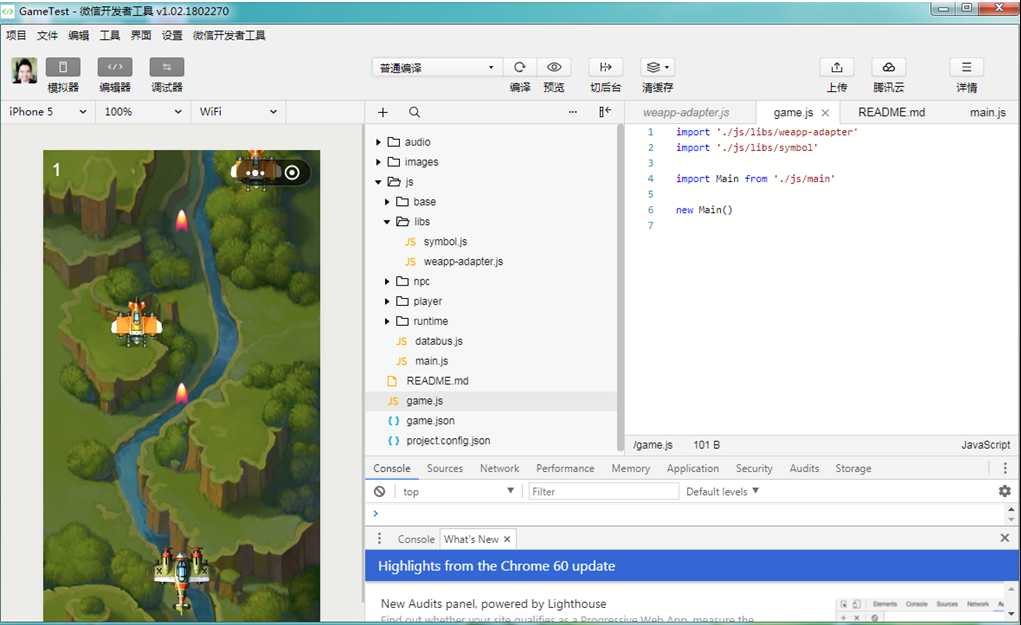 GameTest - 微信开发者工具 v1.02.1802270
项目 文件 编辑 工具 界面 设置 微信开发者工具
普通编译
模拟器 编辑器 调试器 编译 预览 切后台 清缓存 上传 腾讯云 详情
iPhone 5 100% WiFi
weapp-adapter.js game.js README.md main.js
1
audio
images
js
base
libs
JS symbol.js
JS weapp-adapter.js
npc
player
runtime
JS databus.js
JS main.js
README.md
JS game.js
{ } game.json
{ } project.config.json
1 import './js/libs/weapp-adapter'
2 import './js/libs/symbol'
3
4 import Main from './js/main'
5
6 new Main()
7
/game.js 101 B JavaScript
Console Sources Network Performance Memory Application Security Audits Storage
top Filter Default levels
Console What's New
Highlights from the Chrome 60 update
New Audits panel, powered by Lighthouse
Find out whether your site qualifies as a Progressive Web App, measure the
Elements Console Sources Network